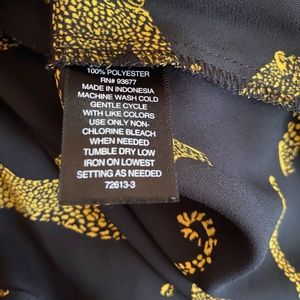 100% POLYESTER
RN# 93677
MADE IN INDONESIA
MACHINE WASH COLD
GENTLE CYCLE
WITH LIKE COLORS
USE ONLY NON-
CHLORINE BLEACH
WHEN NEEDED
TUMBLE DRY LOW
IRON ON LOWEST
SETTING AS NEEDED
72613-3